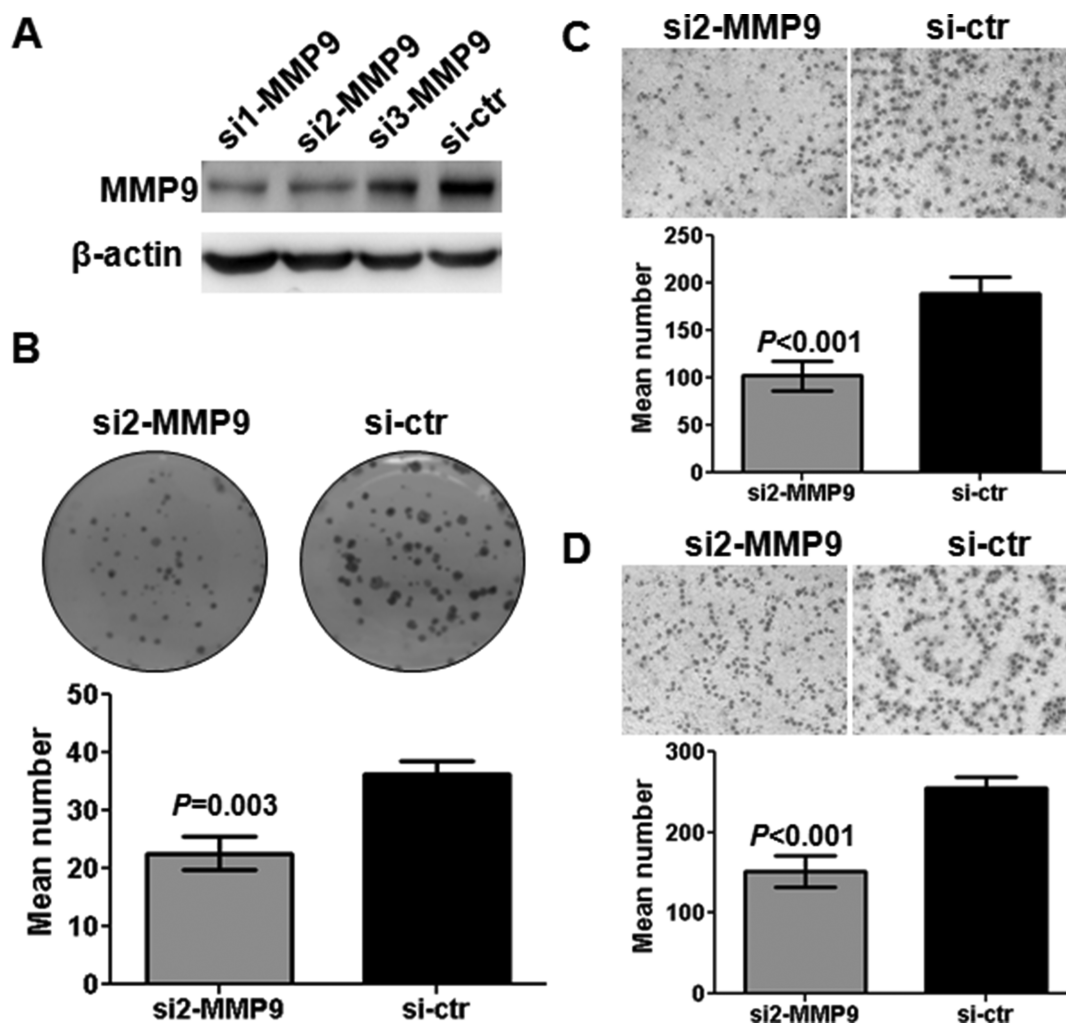 A
si1-MMP9
si2-MMP9
si3-MMP9
si-ctr
MMP9
β-actin
B
si2-MMP9 si-ctr
50
40
30
20
10
0
Mean number
P=0.003
si2-MMP9 si-ctr
C
si2-MMP9 si-ctr
250
200
150
100
50
0
Mean number
P<0.001
si2-MMP9 si-ctr
D
si2-MMP9 si-ctr
300
200
100
0
Mean number
P<0.001
si2-MMP9 si-ctr